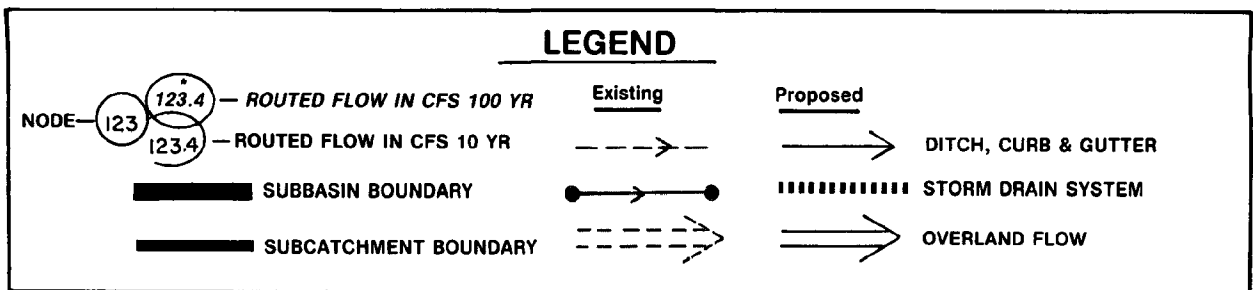 LEGEND
NODE— 123 *123.4 — ROUTED FLOW IN CFS 100 YR
123.4 — ROUTED FLOW IN CFS 10 YR
SUBBASIN BOUNDARY
SUBCATCHMENT BOUNDARY
Existing Proposed
DITCH, CURB & GUTTER
STORM DRAIN SYSTEM
OVERLAND FLOW